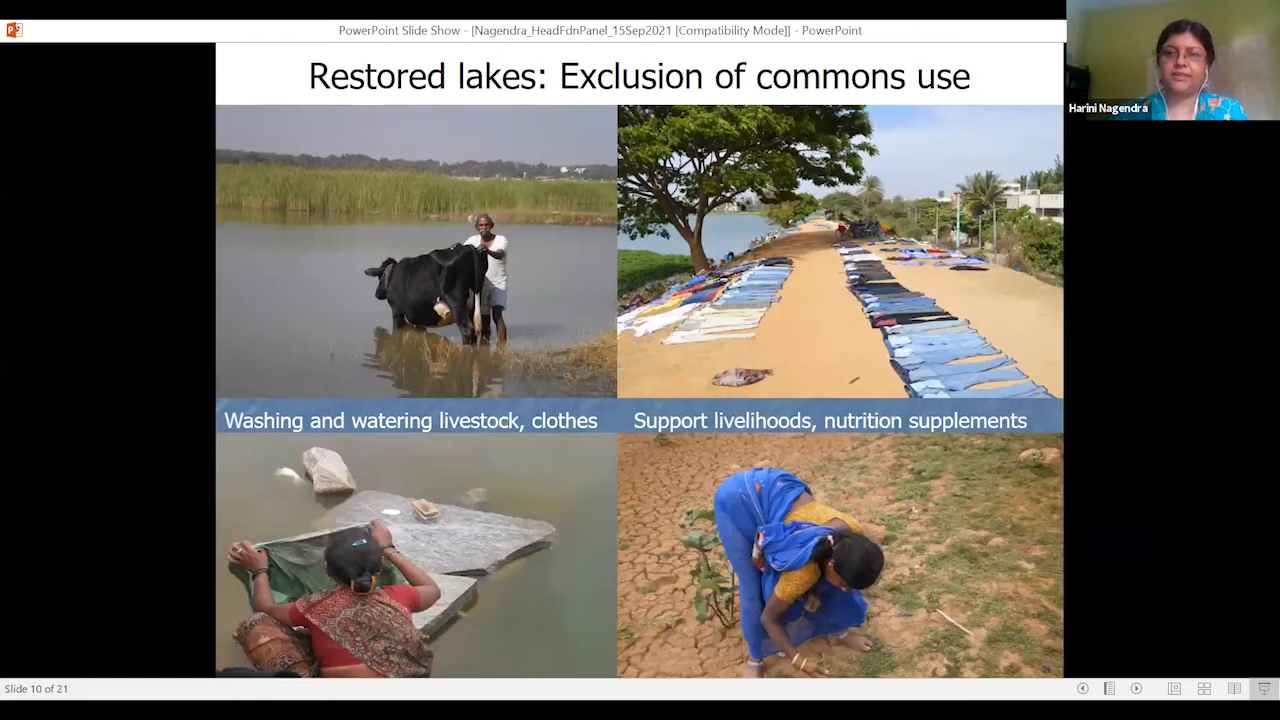 PowerPoint Slide Show - [Nagendra_HeadFdnPanel_15Sep2021 [Compatibility Mode]] - PowerPoint
Restored lakes: Exclusion of commons use
Harini Nagendra
Washing and watering livestock, clothes
Support livelihoods, nutrition supplements
Slide 10 of 21